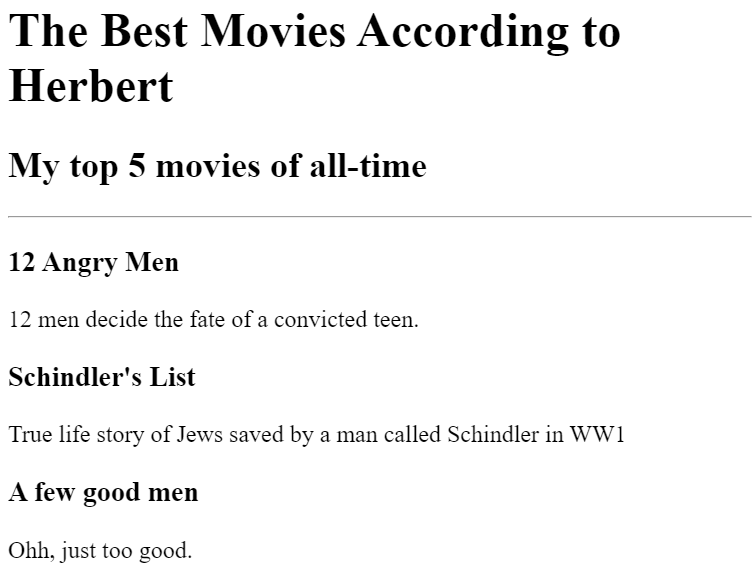 The Best Movies According to
Herbert
My top 5 movies of all-time
12 Angry Men
12 men decide the fate of a convicted teen.
Schindler's List
True life story of Jews saved by a man called Schindler in WW1
A few good men
Ohh, just too good.